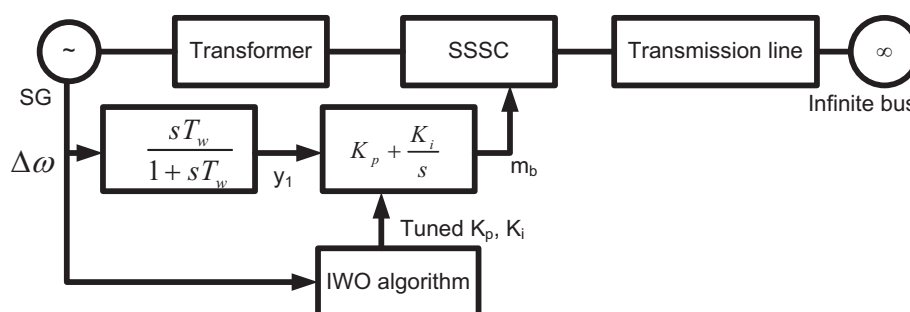 ~
Transformer
SSSC
Transmission line
∞
SG
Infinite bus
Δω
sT_w
1 + sT_w
y_1
K_p + K_i
s
m_b
Tuned K_p, K_i
IWO algorithm